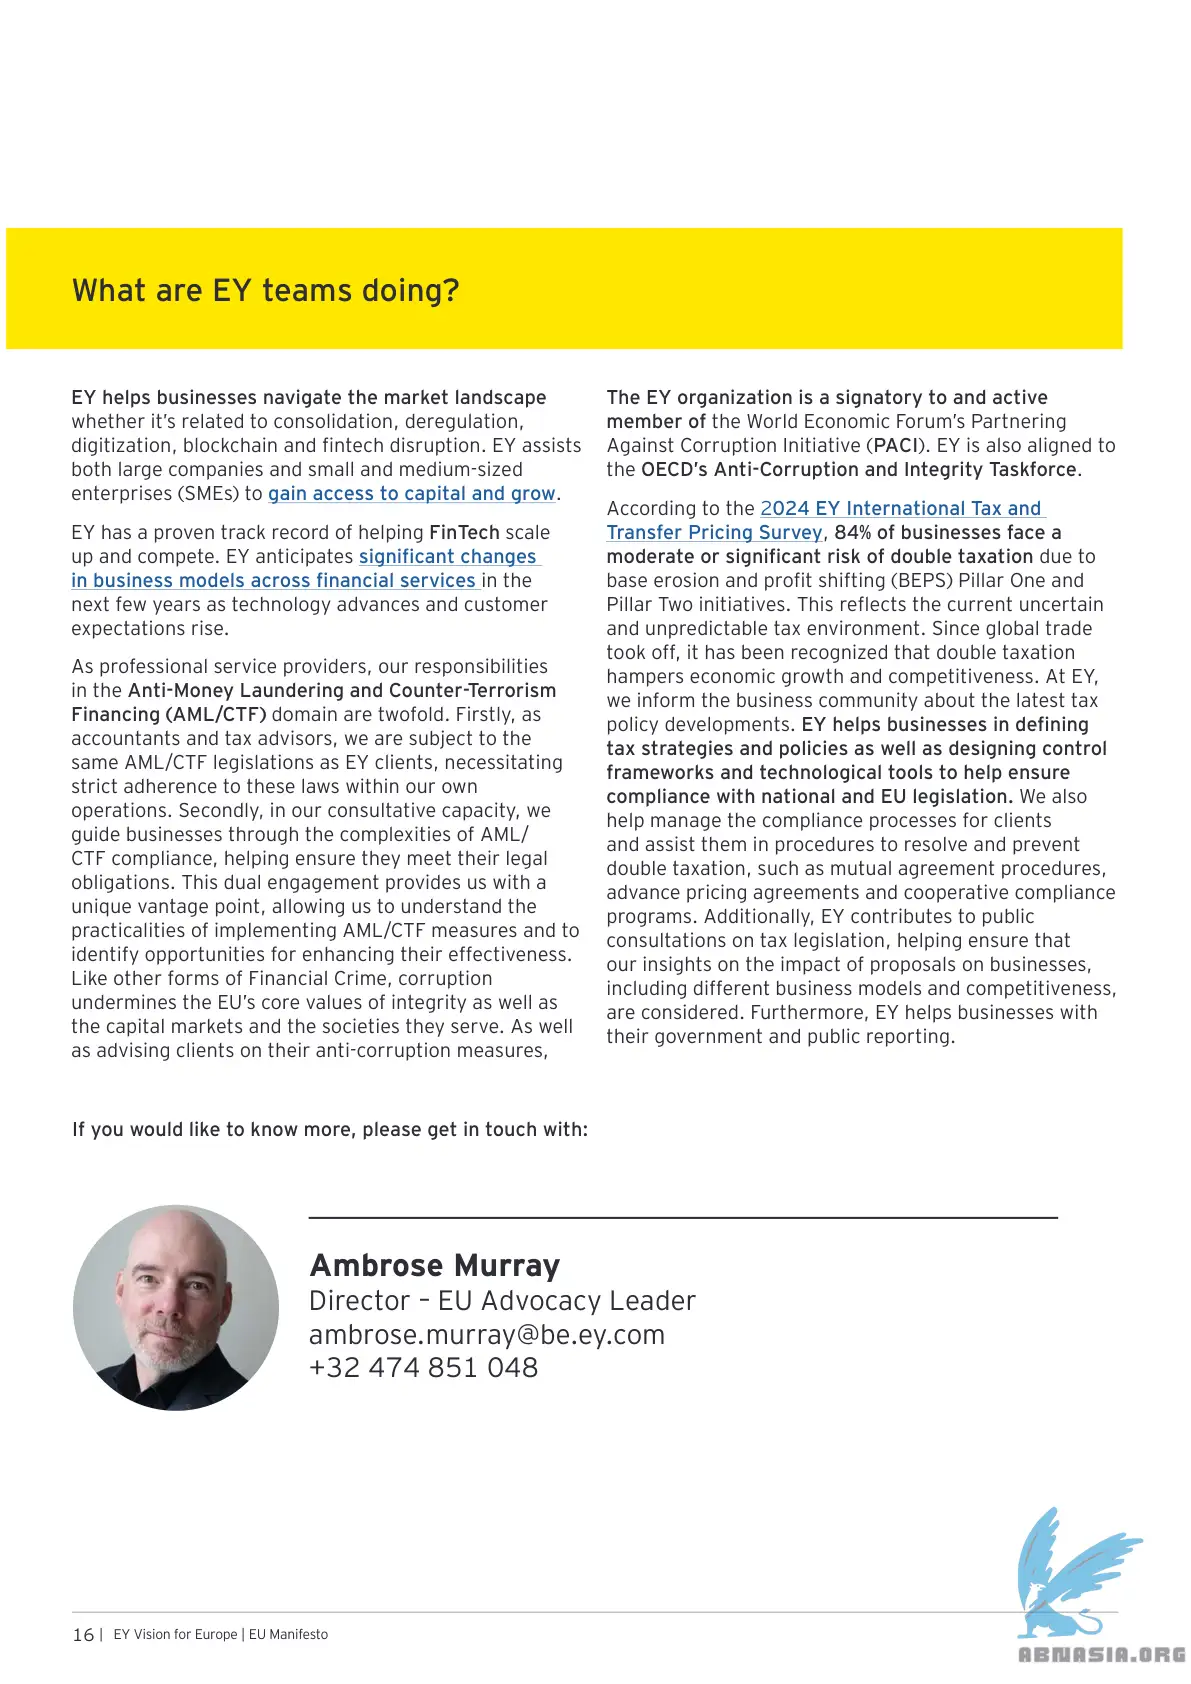 What are EY teams doing?
EY helps businesses navigate the market landscape
whether it’s related to consolidation, deregulation,
digitization, blockchain and fintech disruption. EY assists
both large companies and small and medium-sized
enterprises (SMEs) to gain access to capital and grow.
EY has a proven track record of helping FinTech scale
up and compete. EY anticipates significant changes
in business models across financial services in the
next few years as technology advances and customer
expectations rise.
As professional service providers, our responsibilities
in the Anti-Money Laundering and Counter-Terrorism
Financing (AML/CTF) domain are twofold. Firstly, as
accountants and tax advisors, we are subject to the
same AML/CTF legislations as EY clients, necessitating
strict adherence to these laws within our own
operations. Secondly, in our consultative capacity, we
guide businesses through the complexities of AML/
CTF compliance, helping ensure they meet their legal
obligations. This dual engagement provides us with a
unique vantage point, allowing us to understand the
practicalities of implementing AML/CTF measures and to
identify opportunities for enhancing their effectiveness.
Like other forms of Financial Crime, corruption
undermines the EU’s core values of integrity as well as
the capital markets and the societies they serve. As well
as advising clients on their anti-corruption measures,
The EY organization is a signatory to and active
member of the World Economic Forum’s Partnering
Against Corruption Initiative (PACI). EY is also aligned to
the OECD’s Anti-Corruption and Integrity Taskforce.
According to the 2024 EY International Tax and
Transfer Pricing Survey, 84% of businesses face a
moderate or significant risk of double taxation due to
base erosion and profit shifting (BEPS) Pillar One and
Pillar Two initiatives. This reflects the current uncertain
and unpredictable tax environment. Since global trade
took off, it has been recognized that double taxation
hampers economic growth and competitiveness. At EY,
we inform the business community about the latest tax
policy developments. EY helps businesses in defining
tax strategies and policies as well as designing control
frameworks and technological tools to help ensure
compliance with national and EU legislation. We also
help manage the compliance processes for clients
and assist them in procedures to resolve and prevent
double taxation, such as mutual agreement procedures,
advance pricing agreements and cooperative compliance
programs. Additionally, EY contributes to public
consultations on tax legislation, helping ensure that
our insights on the impact of proposals on businesses,
including different business models and competitiveness,
are considered. Furthermore, EY helps businesses with
their government and public reporting.
If you would like to know more, please get in touch with:
Ambrose Murray
Director – EU Advocacy Leader
ambrose.murray@be.ey.com
+32 474 851 048
16 | EY Vision for Europe | EU Manifesto
ABNASIA.ORG